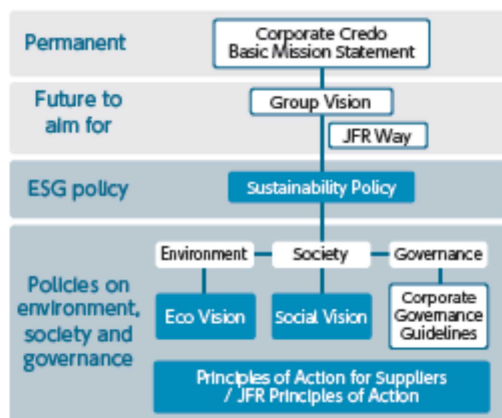 Permanent
Corporate Credo
Basic Mission Statement
Future to
aim for
Group Vision
JFR Way
ESG policy
Sustainability Policy
Policies on
environment,
society and
governance
Environment
Society
Governance
Eco Vision
Social Vision
Corporate
Governance
Guidelines
Principles of Action for Suppliers
/ JFR Principles of Action